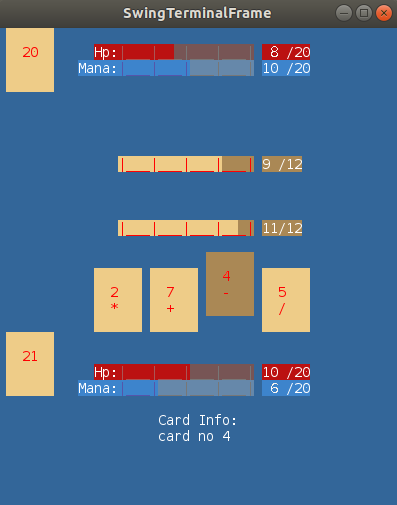 SwingTerminalFrame
20
Hp: 8 /20
Mana: 10 /20
9 /12
11/12
2 7 4 5
* + - /
21
Hp: 10 /20
Mana: 6 /20
Card Info:
card no 4